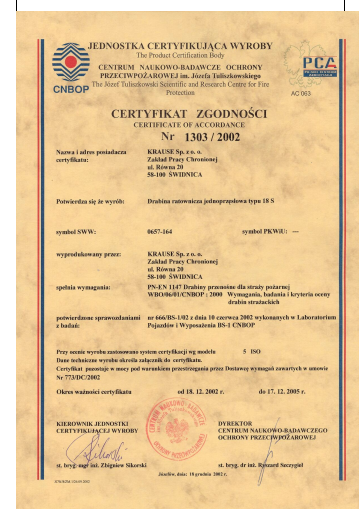 JEDNOSTKA CERTYFIKUJĄCA WYROBY
The Product Certification Body
CENTRUM NAUKOWO-BADAWCZE OCHRONY
PRZECIWPOŻAROWEJ im. Józefa Tuliszkowskiego
The Józef Tuliszkowski Scientific and Research Centre for Fire
Protection
CNBOP
PCA
AC 063
CERTYFIKAT ZGODNOŚCI
CERTIFICATE OF ACCORDANCE
Nr 1303 / 2002
Nazwa i adres posiadacza
certyfikatu:
KRAUSE Sp. z o. o.
Zakład Pracy Chronionej
ul. Równa 20
58-100 ŚWIDNICA
Potwierdza się że wyrób: Drabina ratownicza jednoprzęsłowa typu 18 S
symbol SWW: 0657-164 symbol PKWiU: —
wyprodukowany przez: KRAUSE Sp. z o. o.
Zakład Pracy Chronionej
ul. Równa 20
58-100 ŚWIDNICA
spełnia wymagania: PN-EN 1147 Drabiny przenośne dla straży pożarnej
WBO/06/01/CNBOP : 2000 Wymagania, badania i kryteria oceny
drabin strażackich
potwierdzone sprawozdaniami
z badań:
nr 666/BS-1/02 z dnia 10 czerwca 2002 wykonanych w Laboratorium
Pojazdów i Wyposażenia BS-1 CNBOP
Przy ocenie wyrobu zastosowano system certyfikacji wg modelu 5 ISO
Dane techniczne wyrobu określa załącznik do certyfikatu.
Certyfikat pozostaje w mocy pod warunkiem przestrzegania przez Dostawcę wymagań zawartych w umowie
Nr 773/DC/2002
Okres ważności certyfikatu od 18. 12. 2002 r. do 17. 12. 2005 r.
KIEROWNIK JEDNOSTKI
CERTYFIKUJĄCEJ WYROBY
DYREKTOR
CENTRUM NAUKOWO-BADAWCZEGO
OCHRONY PRZECIWPOŻAROWEJ
st. bryg. mgr inż. Zbigniew Sikorski
st. bryg. dr inż. Ryszard Szczygieł
Józefów, dnia: 18 grudnia 2002 r.